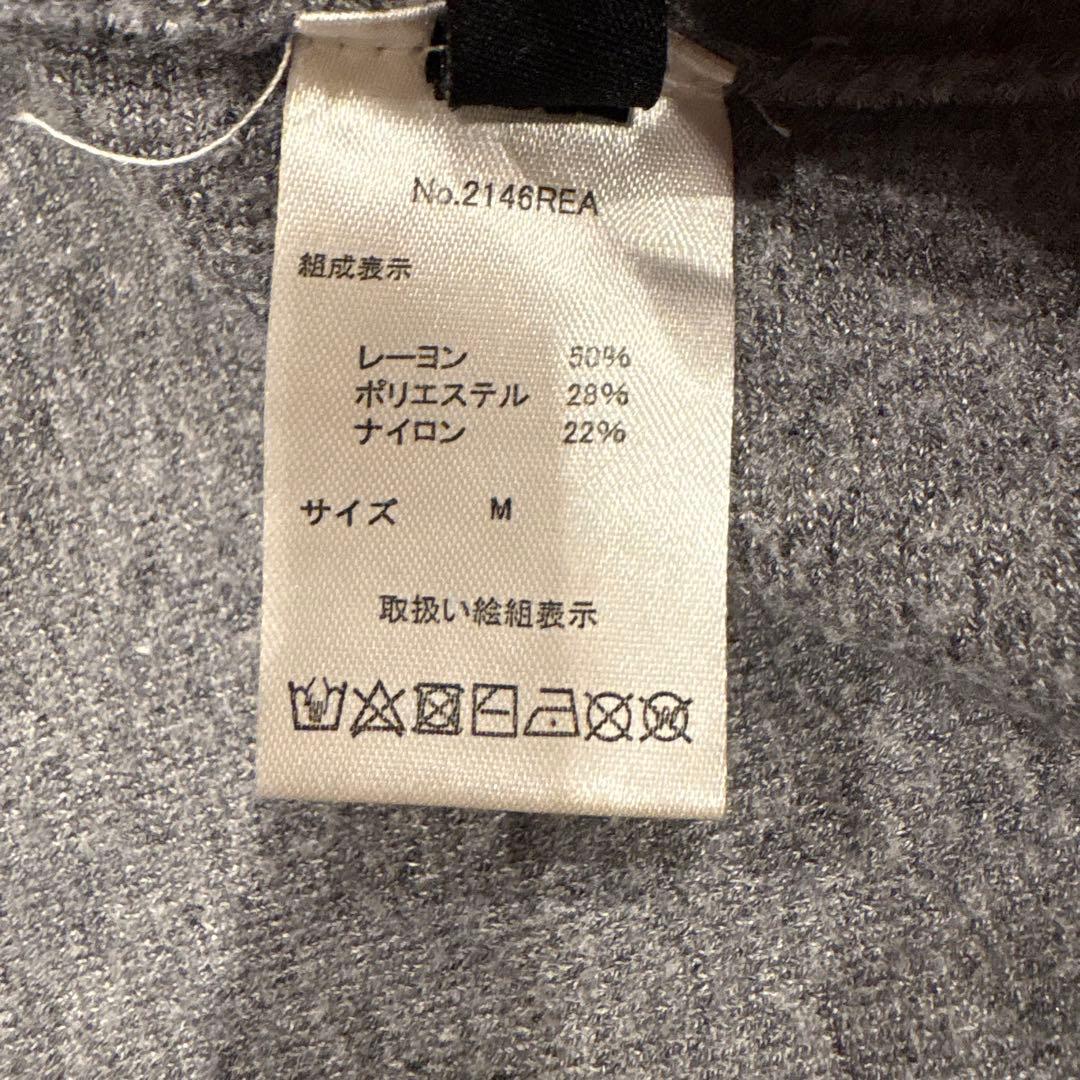 No.2146REA
組成表示
レーヨン 50%
ポリエステル 28%
ナイロン 22%
サイズ M
取扱い絵組表示